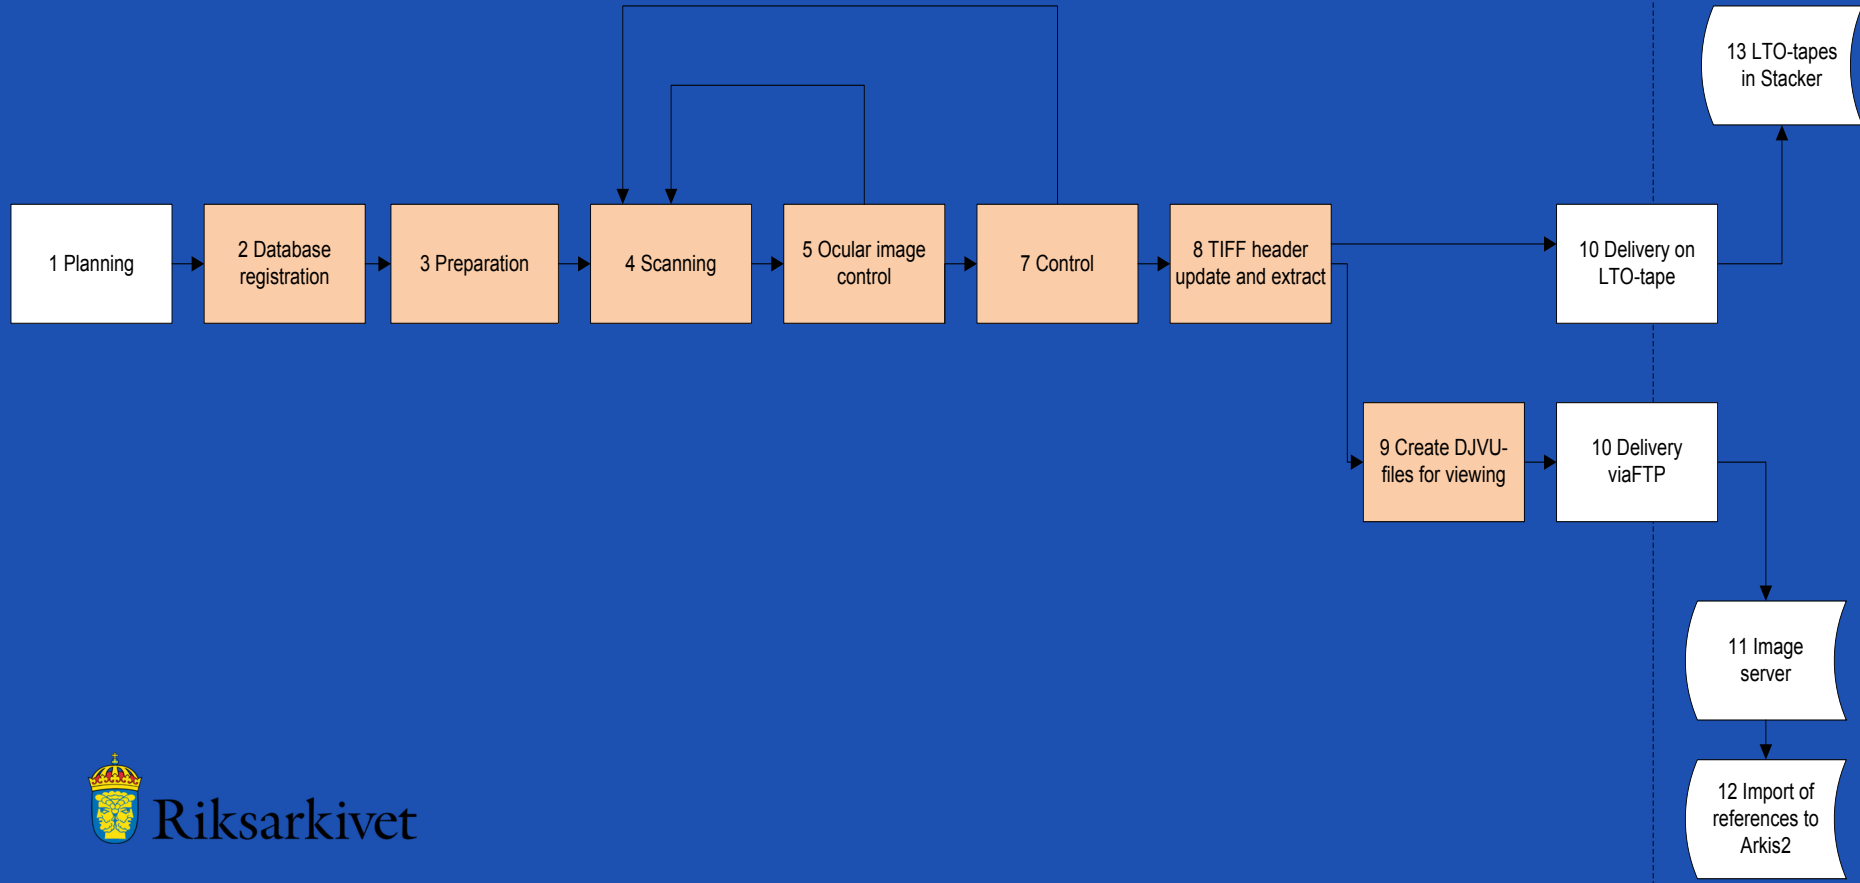 13 LTO-tapes
in Stacker
1 Planning
2 Database
registration
3 Preparation
4 Scanning
5 Ocular image
control
7 Control
8 TIFF header
update and extract
10 Delivery on
LTO-tape
9 Create DJVU-
files for viewing
10 Delivery
viaFTP
11 Image
server
12 Import of
references to
Arkis2
Riksarkivet